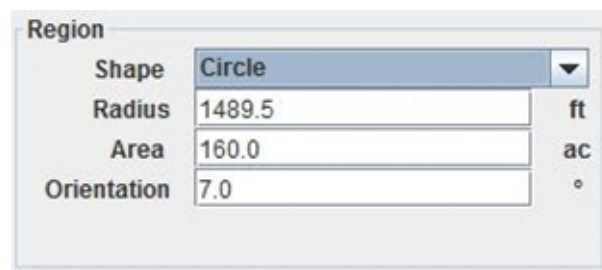 Region
Shape Circle
Radius 1489.5 ft
Area 160.0 ac
Orientation 7.0 °